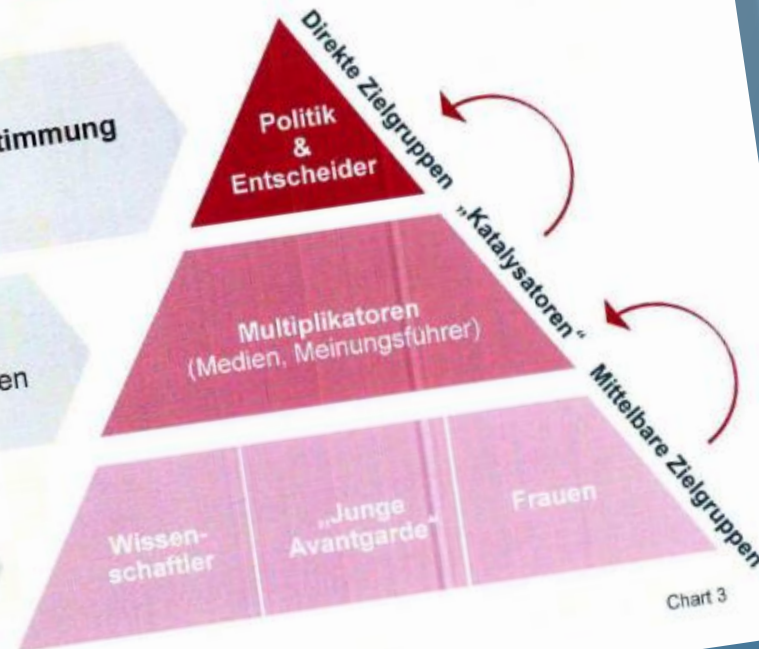 timmung
en
Politik
&
Entscheider
Multiplikatoren
(Medien, Meinungsführer)
Wissen-
schaftler
„Junge
Avantgarde“
Frauen
Direkte Zielgruppen
„Katalysatoren“
Mittelbare Zielgruppen
Chart 3